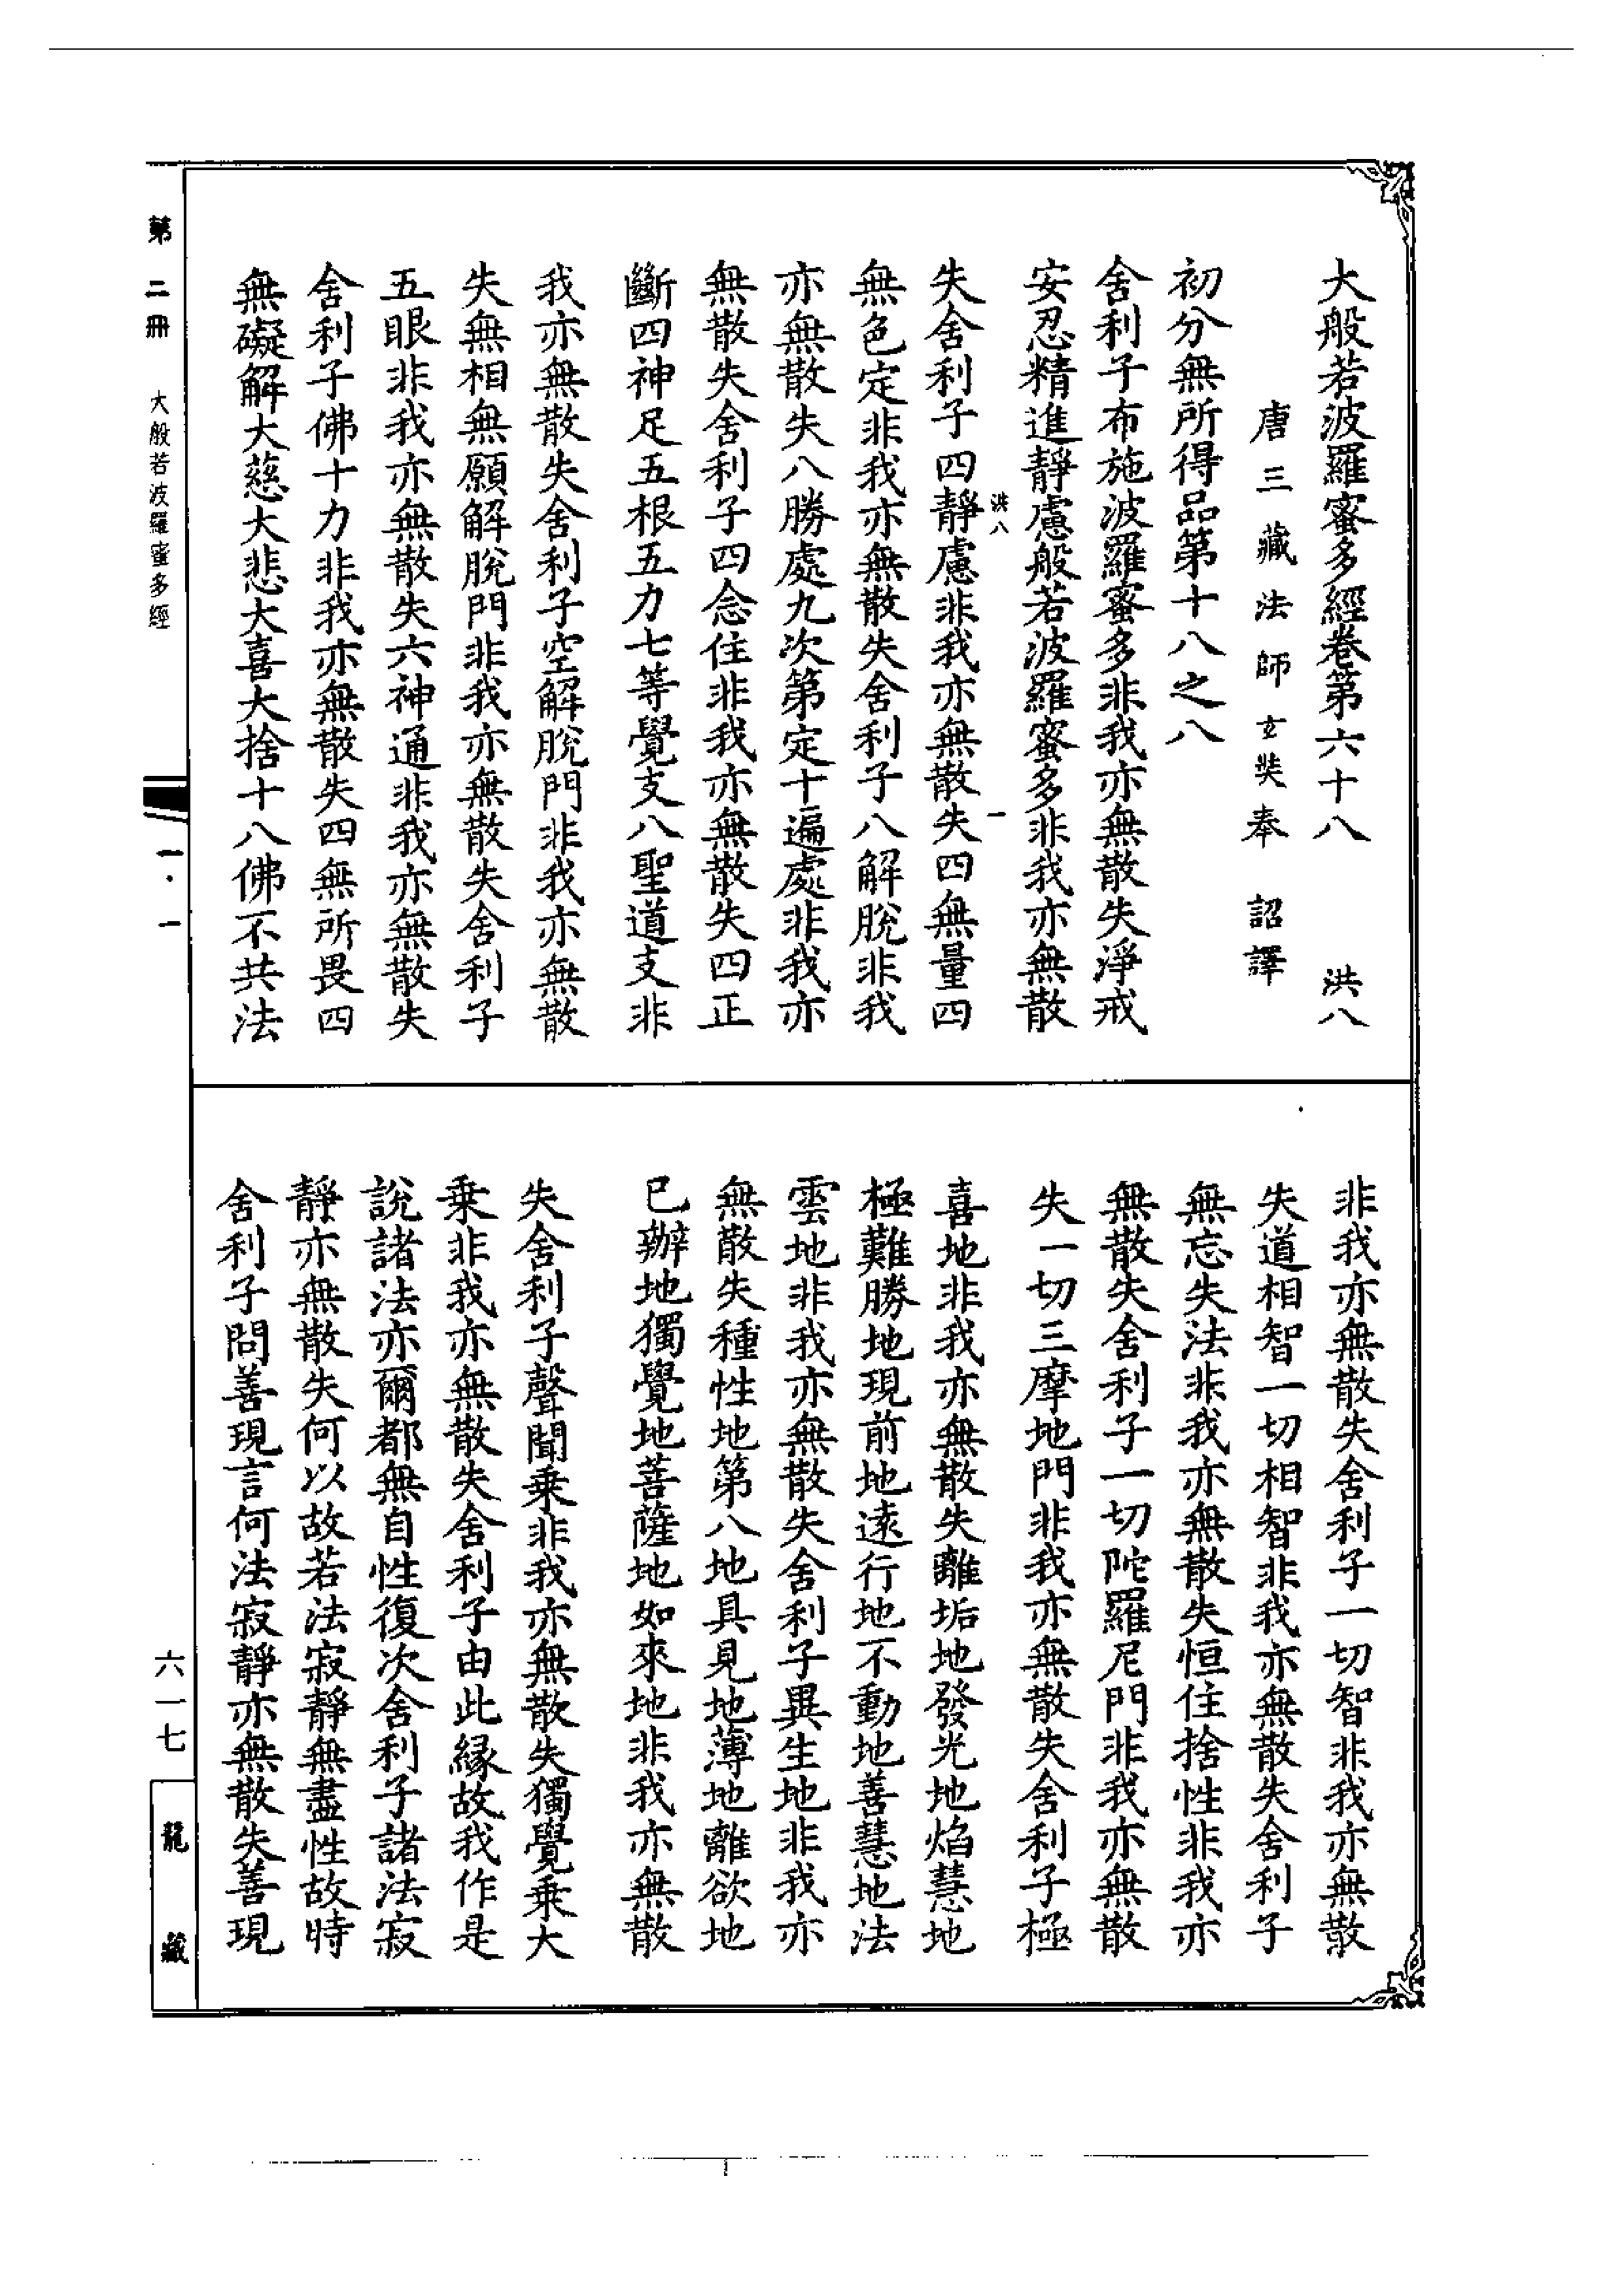 大般若波羅蜜多經卷第六十八　洪八
唐三藏法師玄奘奉　詔譯
初分無所得品第十八之八
舍利子布施波羅蜜多非我亦無散失淨戒
安忍精進靜慮般若波羅蜜多非我亦無散
洪八　一
失舍利子四靜慮非我亦無散失四無量四
無色定非我亦無散失舍利子八解脫非我
亦無散失八勝處九次第定十遍處非我亦
無散失舍利子四念住非我亦無散失四正
斷四神足五根五力七等覺支八聖道支非
我亦無散失舍利子空解脫門非我亦無散
失無相無願解脫門非我亦無散失舍利子
五眼非我亦無散失六神通非我亦無散失
舍利子佛十力非我亦無散失四無所畏四
無礙解大慈大悲大喜大捨十八佛不共法
非我亦無散失舍利子一切智非我亦無散
失道相智一切相智非我亦無散失舍利子
無忘失法非我亦無散失恒住捨性非我亦
無散失舍利子一切陀羅尼門非我亦無散
失一切三摩地門非我亦無散失舍利子極
喜地非我亦無散失離垢地發光地焰慧地
極難勝地現前地遠行地不動地善慧地法
雲地非我亦無散失舍利子異生地非我亦
無散失種性地第八地具見地薄地離欲地
已辦地獨覺地菩薩地如來地非我亦無散
失舍利子聲聞乘非我亦無散失獨覺乘大
乘非我亦無散失舍利子由此緣故我作是
說諸法亦爾都無自性復次舍利子諸法寂
靜亦無散失何以故若法寂靜無盡性故時
舍利子問善現言何法寂靜亦無散失善現
第二冊　大般若波羅蜜多經　一·一
六一七　龍藏